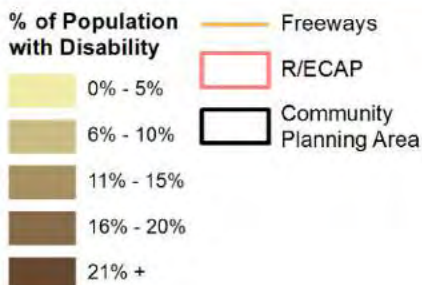 % of Population
with Disability
0% - 5%
6% - 10%
11% - 15%
16% - 20%
21% +
Freeways
R/ECAP
Community
Planning Area